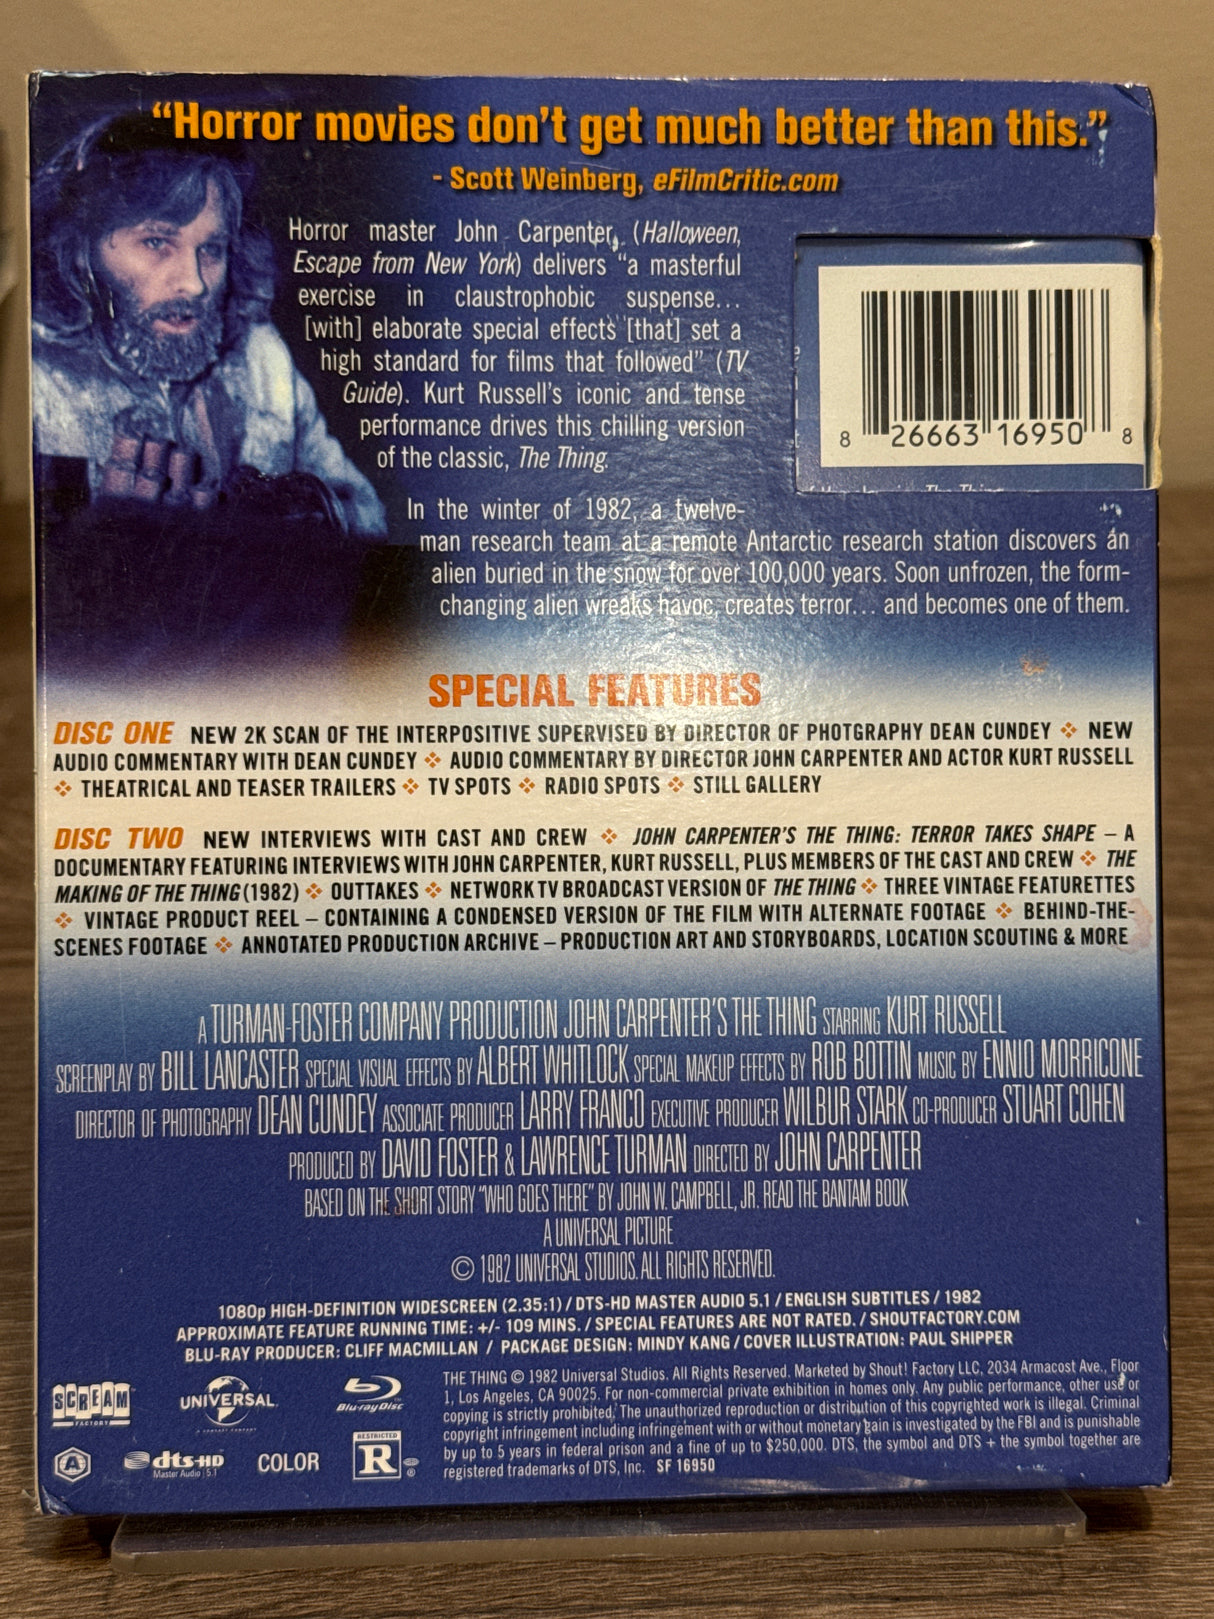 “Horror movies don’t get much better than this.”
- Scott Weinberg, eFilmCritic.com
Horror master John Carpenter, (Halloween,
Escape from New York) delivers “a masterful
exercise in claustrophobic suspense…
[with] elaborate special effects [that] set a
high standard for films that followed” (TV
Guide). Kurt Russell’s iconic and tense
performance drives this chilling version
of the classic, The Thing.
8 26663 16950 8
In the winter of 1982, a twelve-
man research team at a remote Antarctic research station discovers an
alien buried in the snow for over 100,000 years. Soon unfrozen, the form-
changing alien wreaks havoc, creates terror… and becomes one of them.
SPECIAL FEATURES
DISC ONE NEW 2K SCAN OF THE INTERPOSITIVE SUPERVISED BY DIRECTOR OF PHOTGRAPHY DEAN CUNDEY ❖ NEW
AUDIO COMMENTARY WITH DEAN CUNDEY ❖ AUDIO COMMENTARY BY DIRECTOR JOHN CARPENTER AND ACTOR KURT RUSSELL
❖ THEATRICAL AND TEASER TRAILERS ❖ TV SPOTS ❖ RADIO SPOTS ❖ STILL GALLERY
DISC TWO NEW INTERVIEWS WITH CAST AND CREW ❖ JOHN CARPENTER’S THE THING: TERROR TAKES SHAPE – A
DOCUMENTARY FEATURING INTERVIEWS WITH JOHN CARPENTER, KURT RUSSELL, PLUS MEMBERS OF THE CAST AND CREW ❖ THE
MAKING OF THE THING (1982) ❖ OUTTAKES ❖ NETWORK TV BROADCAST VERSION OF THE THING ❖ THREE VINTAGE FEATURETTES
❖ VINTAGE PRODUCT REEL – CONTAINING A CONDENSED VERSION OF THE FILM WITH ALTERNATE FOOTAGE ❖ BEHIND-THE-
SCENES FOOTAGE ❖ ANNOTATED PRODUCTION ARCHIVE – PRODUCTION ART AND STORYBOARDS, LOCATION SCOUTING & MORE
A TURMAN-FOSTER COMPANY PRODUCTION JOHN CARPENTER’S THE THING STARRING KURT RUSSELL
SCREENPLAY BY BILL LANCASTER SPECIAL VISUAL EFFECTS BY ALBERT WHITLOCK SPECIAL MAKEUP EFFECTS BY ROB BOTTIN MUSIC BY ENNIO MORRICONE
DIRECTOR OF PHOTOGRAPHY DEAN CUNDEY ASSOCIATE PRODUCER LARRY FRANCO EXECUTIVE PRODUCER WILBUR STARK CO-PRODUCER STUART COHEN
PRODUCED BY DAVID FOSTER & LAWRENCE TURMAN DIRECTED BY JOHN CARPENTER
BASED ON THE SHORT STORY “WHO GOES THERE” BY JOHN W. CAMPBELL, JR. READ THE BANTAM BOOK
A UNIVERSAL PICTURE
© 1982 UNIVERSAL STUDIOS. ALL RIGHTS RESERVED.
1080p HIGH-DEFINITION WIDESCREEN (2.35:1) / DTS-HD MASTER AUDIO 5.1 / ENGLISH SUBTITLES / 1982
APPROXIMATE FEATURE RUNNING TIME: +/- 109 MINS. / SPECIAL FEATURES ARE NOT RATED. / SHOUTFACTORY.COM
BLU-RAY PRODUCER: CLIFF MACMILLAN / PACKAGE DESIGN: MINDY KANG / COVER ILLUSTRATION: PAUL SHIPPER
SCREAM
FACTORY
UNIVERSAL
Blu-ray Disc
A
dts-HD
Master Audio | 5.1
COLOR
RESTRICTED
R
THE THING © 1982 Universal Studios. All Rights Reserved. Marketed by Shout! Factory LLC, 2034 Armacost Ave., Floor
1, Los Angeles, CA 90025. For non-commercial private exhibition in homes only. Any public performance, other use or
copying is strictly prohibited. The unauthorized reproduction or distribution of this copyrighted work is illegal. Criminal
copyright infringement including infringement with or without monetary gain is investigated by the FBI and is punishable
by up to 5 years in federal prison and a fine of up to $250,000. DTS, the symbol and DTS + the symbol together are
registered trademarks of DTS, Inc. SF 16950